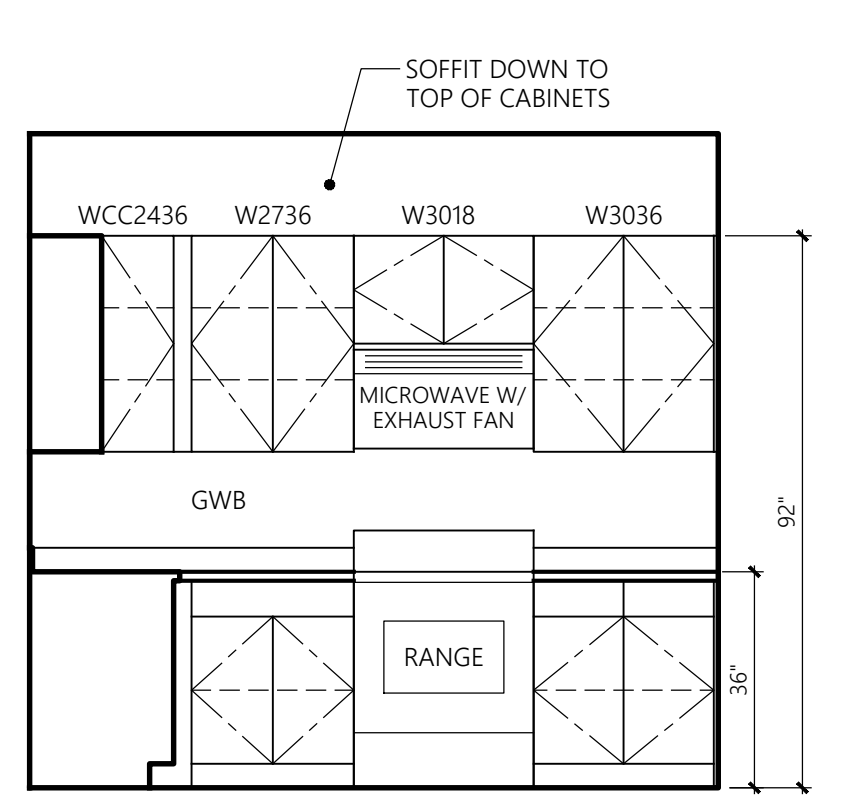 SOFFIT DOWN TO
TOP OF CABINETS
WCC2436
W2736
W3018
W3036
MICROWAVE W/
EXHAUST FAN
GWB
92"
RANGE
36"